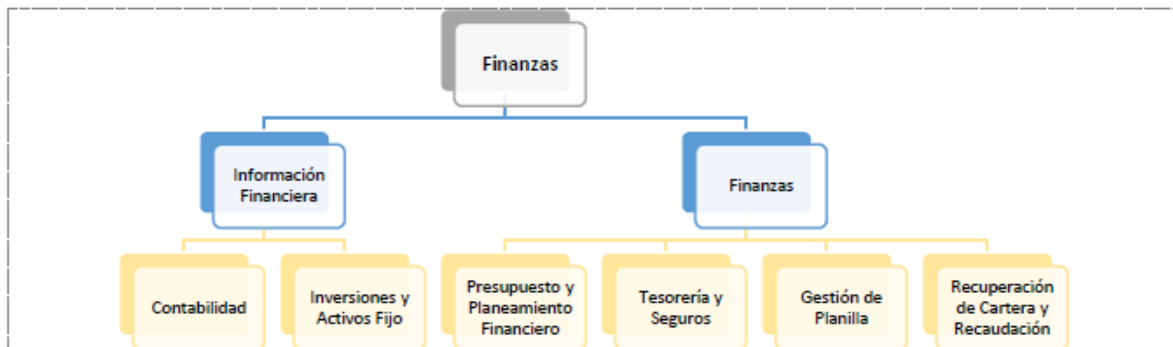 Finanzas
Información
Financiera
Finanzas
Contabilidad
Inversiones y
Activos Fijo
Presupuesto y
Planeamiento
Financiero
Tesorería y
Seguros
Gestión de
Planilla
Recuperación
de Cartera y
Recaudación